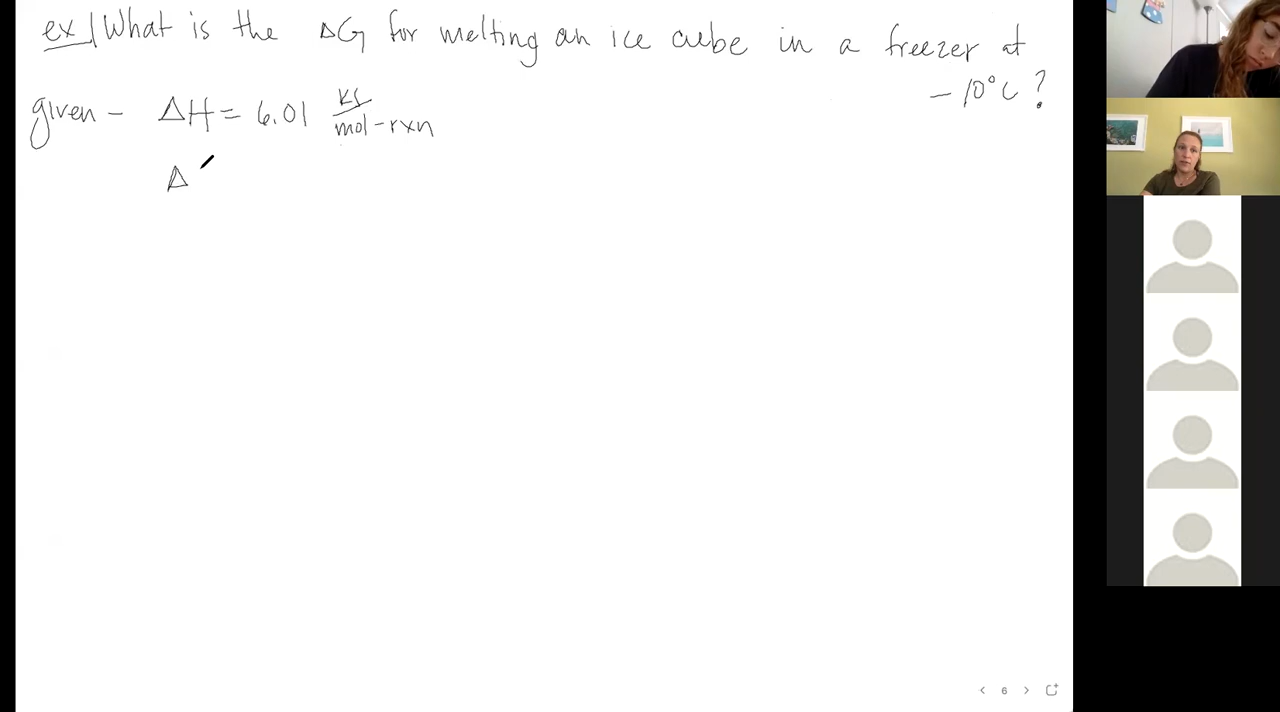 ex/ What is the ΔG for melting an ice cube in a freezer at
-10°C?
given - ΔH = 6.01 kJ/mol-rxn
Δ
6